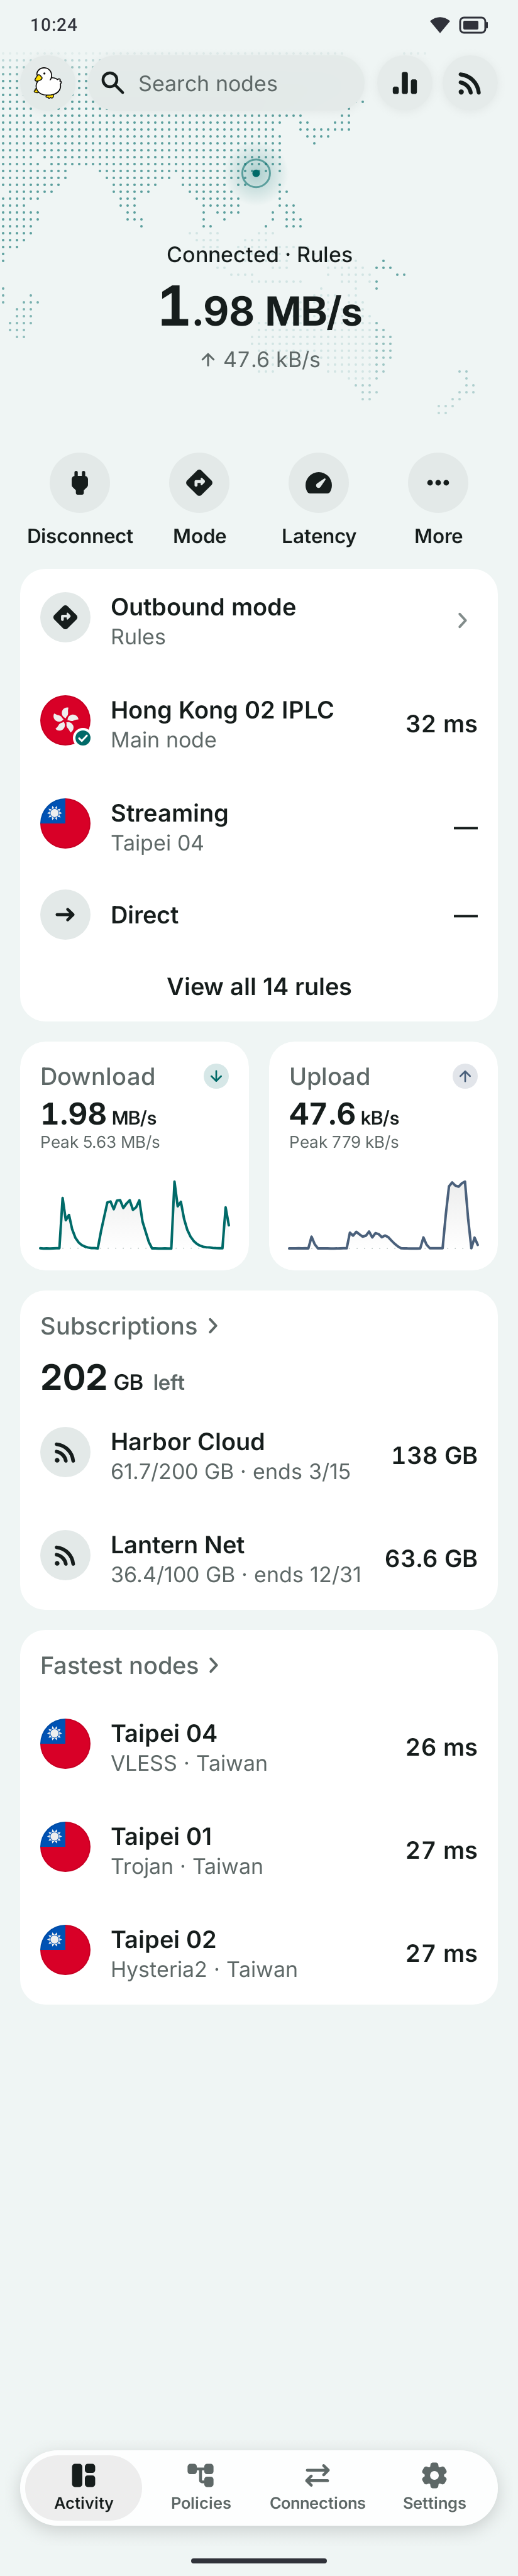 10:24
Search nodes
Connected · Rules
1.98 MB/s
↑ 47.6 kB/s
Disconnect
Mode
Latency
More
Outbound mode
Rules
Hong Kong 02 IPLC
Main node
32 ms
Streaming
Taipei 04
—
Direct
—
View all 14 rules
Download
1.98 MB/s
Peak 5.63 MB/s
Upload
47.6 kB/s
Peak 779 kB/s
Subscriptions
202 GB left
Harbor Cloud
61.7/200 GB · ends 3/15
138 GB
Lantern Net
36.4/100 GB · ends 12/31
63.6 GB
Fastest nodes
Taipei 04
VLESS · Taiwan
26 ms
Taipei 01
Trojan · Taiwan
27 ms
Taipei 02
Hysteria2 · Taiwan
27 ms
Activity
Policies
Connections
Settings